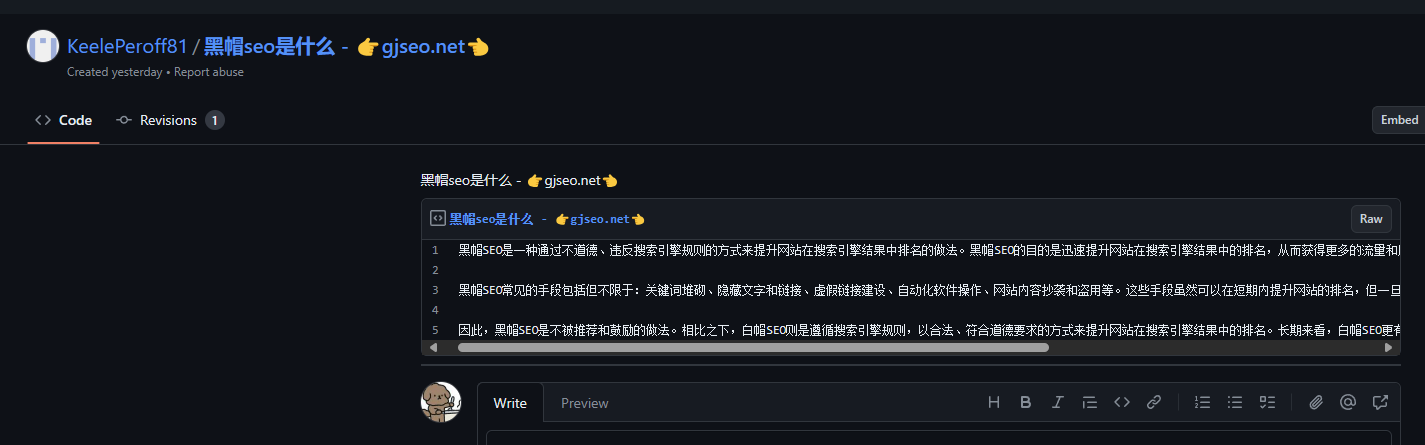 KeelePeroff81 / 黑帽seo是什么 - 👉gjseo.net👈
Created yesterday • Report abuse
Code
Revisions 1
Embed
黑帽seo是什么 - 👉gjseo.net👈
黑帽seo是什么 - 👉gjseo.net👈
Raw
1 黑帽SEO是一种通过不道德、违反搜索引擎规则的方式来提升网站在搜索引擎结果中排名的做法。黑帽SEO的目的是迅速提升网站在搜索引擎结果中的排名，从而获得更多的流量和
2
3 黑帽SEO常见的手段包括但不限于：关键词堆砌、隐藏文字和链接、虚假链接建设、自动化软件操作、网站内容抄袭和盗用等。这些手段虽然可以在短期内提升网站的排名，但一旦
4
5 因此，黑帽SEO是不被推荐和鼓励的做法。相比之下，白帽SEO则是遵循搜索引擎规则，以合法、符合道德要求的方式来提升网站在搜索引擎结果中的排名。长期来看，白帽SEO更有
Write
Preview